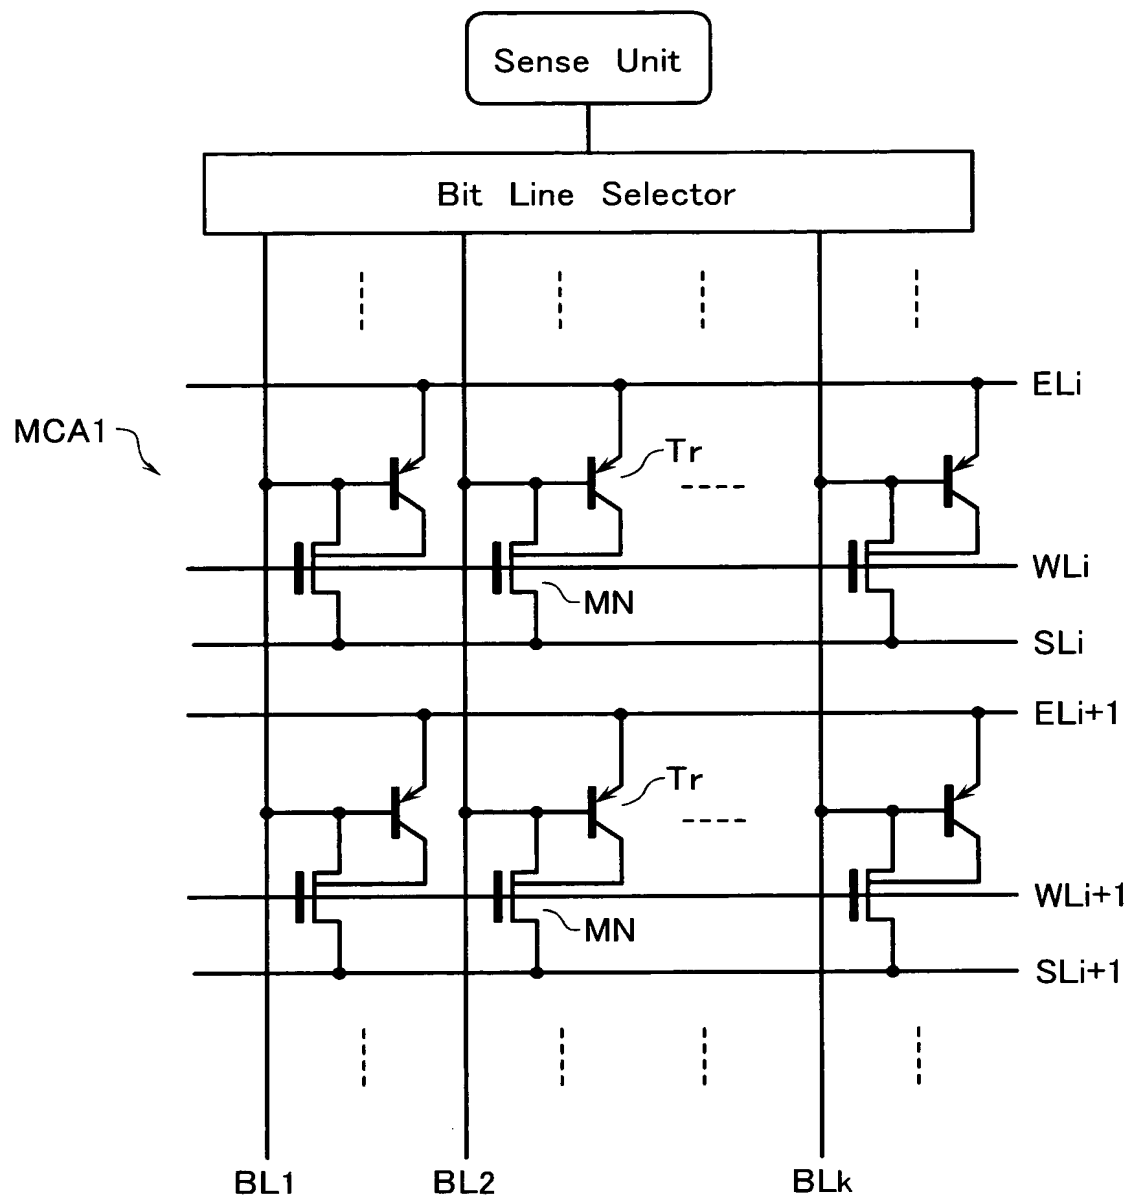 Sense Unit
Bit Line Selector
ELi
MCA1
Tr
WLi
MN
SLi
ELi+1
Tr
WLi+1
MN
SLi+1
BL1
BL2
BLk